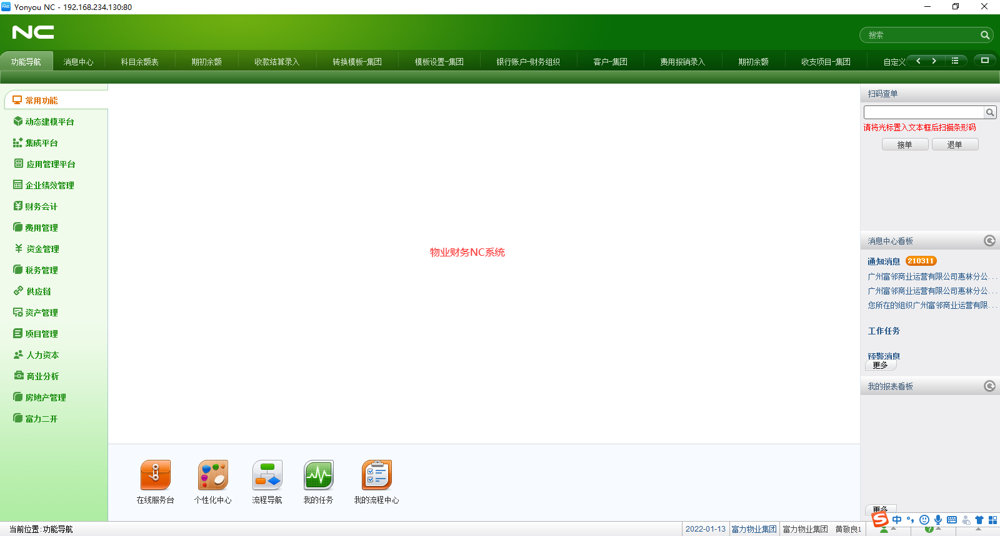 Yonyou NC - 192.168.234.130:80
NC
搜索
功能导航 消息中心 科目余额表 期初余额 收款结算录入 转换模板-集团 模板设置-集团 银行账户-财务组织 客户-集团 费用报销录入 期初余额 收支项目-集团 自定义
常用功能
动态建模平台
集成平台
应用管理平台
企业绩效管理
财务会计
费用管理
资金管理
税务管理
供应链
资产管理
项目管理
人力资本
商业分析
房地产管理
富力二开
物业财务NC系统
在线服务台 个性化中心 流程导航 我的任务 我的流程中心
扫码查单
请将光标置入文本框后扫描条形码
接单 退单
消息中心看板
通知消息 210311
广州富邻商业运营有限公司惠林分公...
广州富邻商业运营有限公司惠林分公...
您所在的组织广州富邻商业运营有限...
工作任务
预警消息
更多
我的报表看板
更多
S 中
当前位置:功能导航 2022-01-13 富力物业集团 富力物业集团 黄敬良1